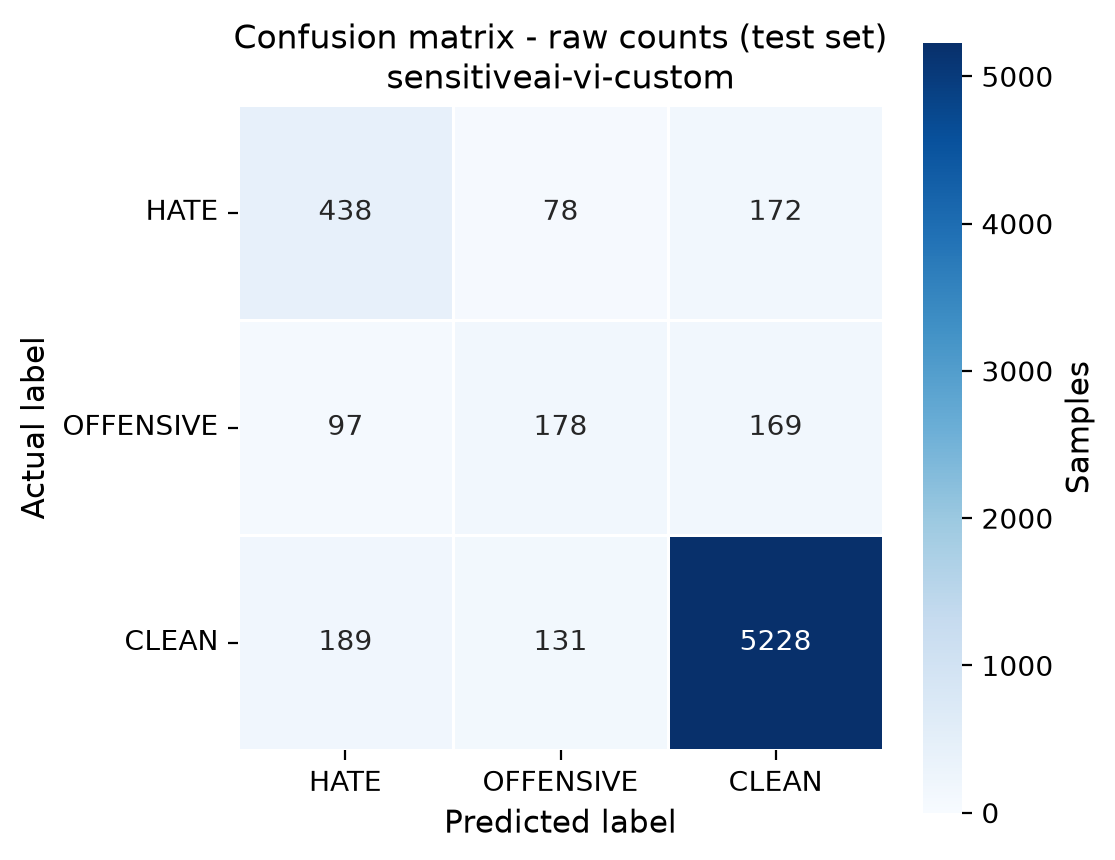 Confusion matrix - raw counts (test set)
sensitiveai-vi-custom
Actual label
HATE
438 78 172
OFFENSIVE
97 178 169
CLEAN
189 131 5228
HATE OFFENSIVE CLEAN
Predicted label
5000
4000
3000
2000
1000
0
Samples